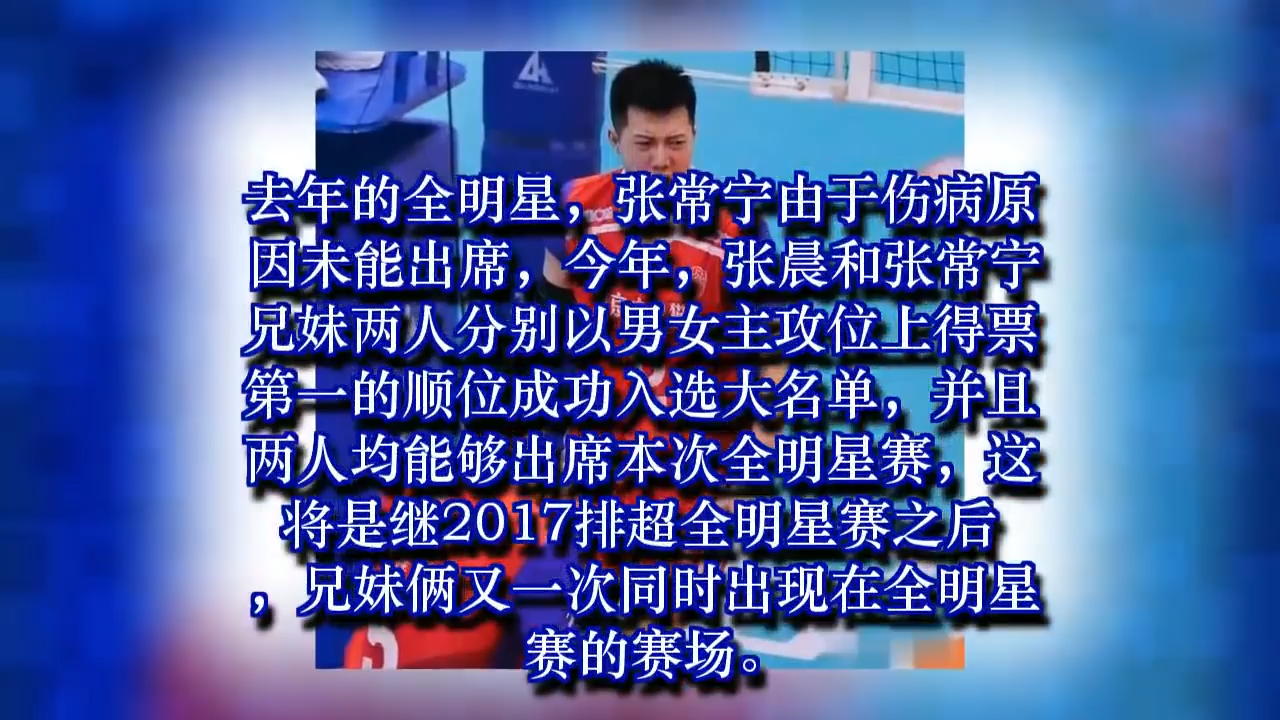 去年的全明星，张常宁由于伤病原
因未能出席，今年，张晨和张常宁
兄妹两人分别以男女主攻位上得票
第一的顺位成功入选大名单，并且
两人均能够出席本次全明星赛，这
将是继2017排超全明星赛之后
，兄妹俩又一次同时出现在全明星
赛的赛场。